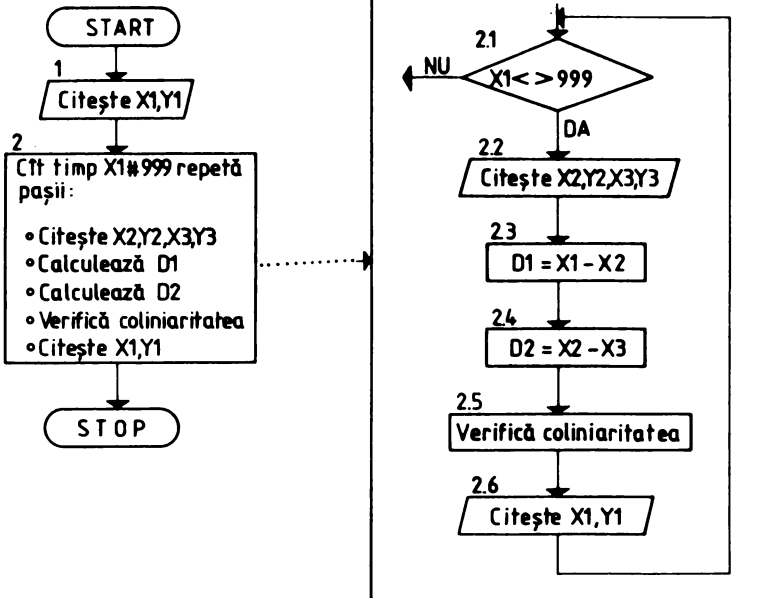 START
1
Citește X1,Y1
2
Cît timp X1#999 repetă
pașii:
• Citește X2,Y2,X3,Y3
• Calculează D1
• Calculează D2
• Verifică coliniaritatea
• Citește X1,Y1
STOP
2.1
NU
X1<>999
DA
2.2
Citește X2,Y2,X3,Y3
2.3
D1 = X1 - X2
2.4
D2 = X2 - X3
2.5
Verifică coliniaritatea
2.6
Citește X1,Y1